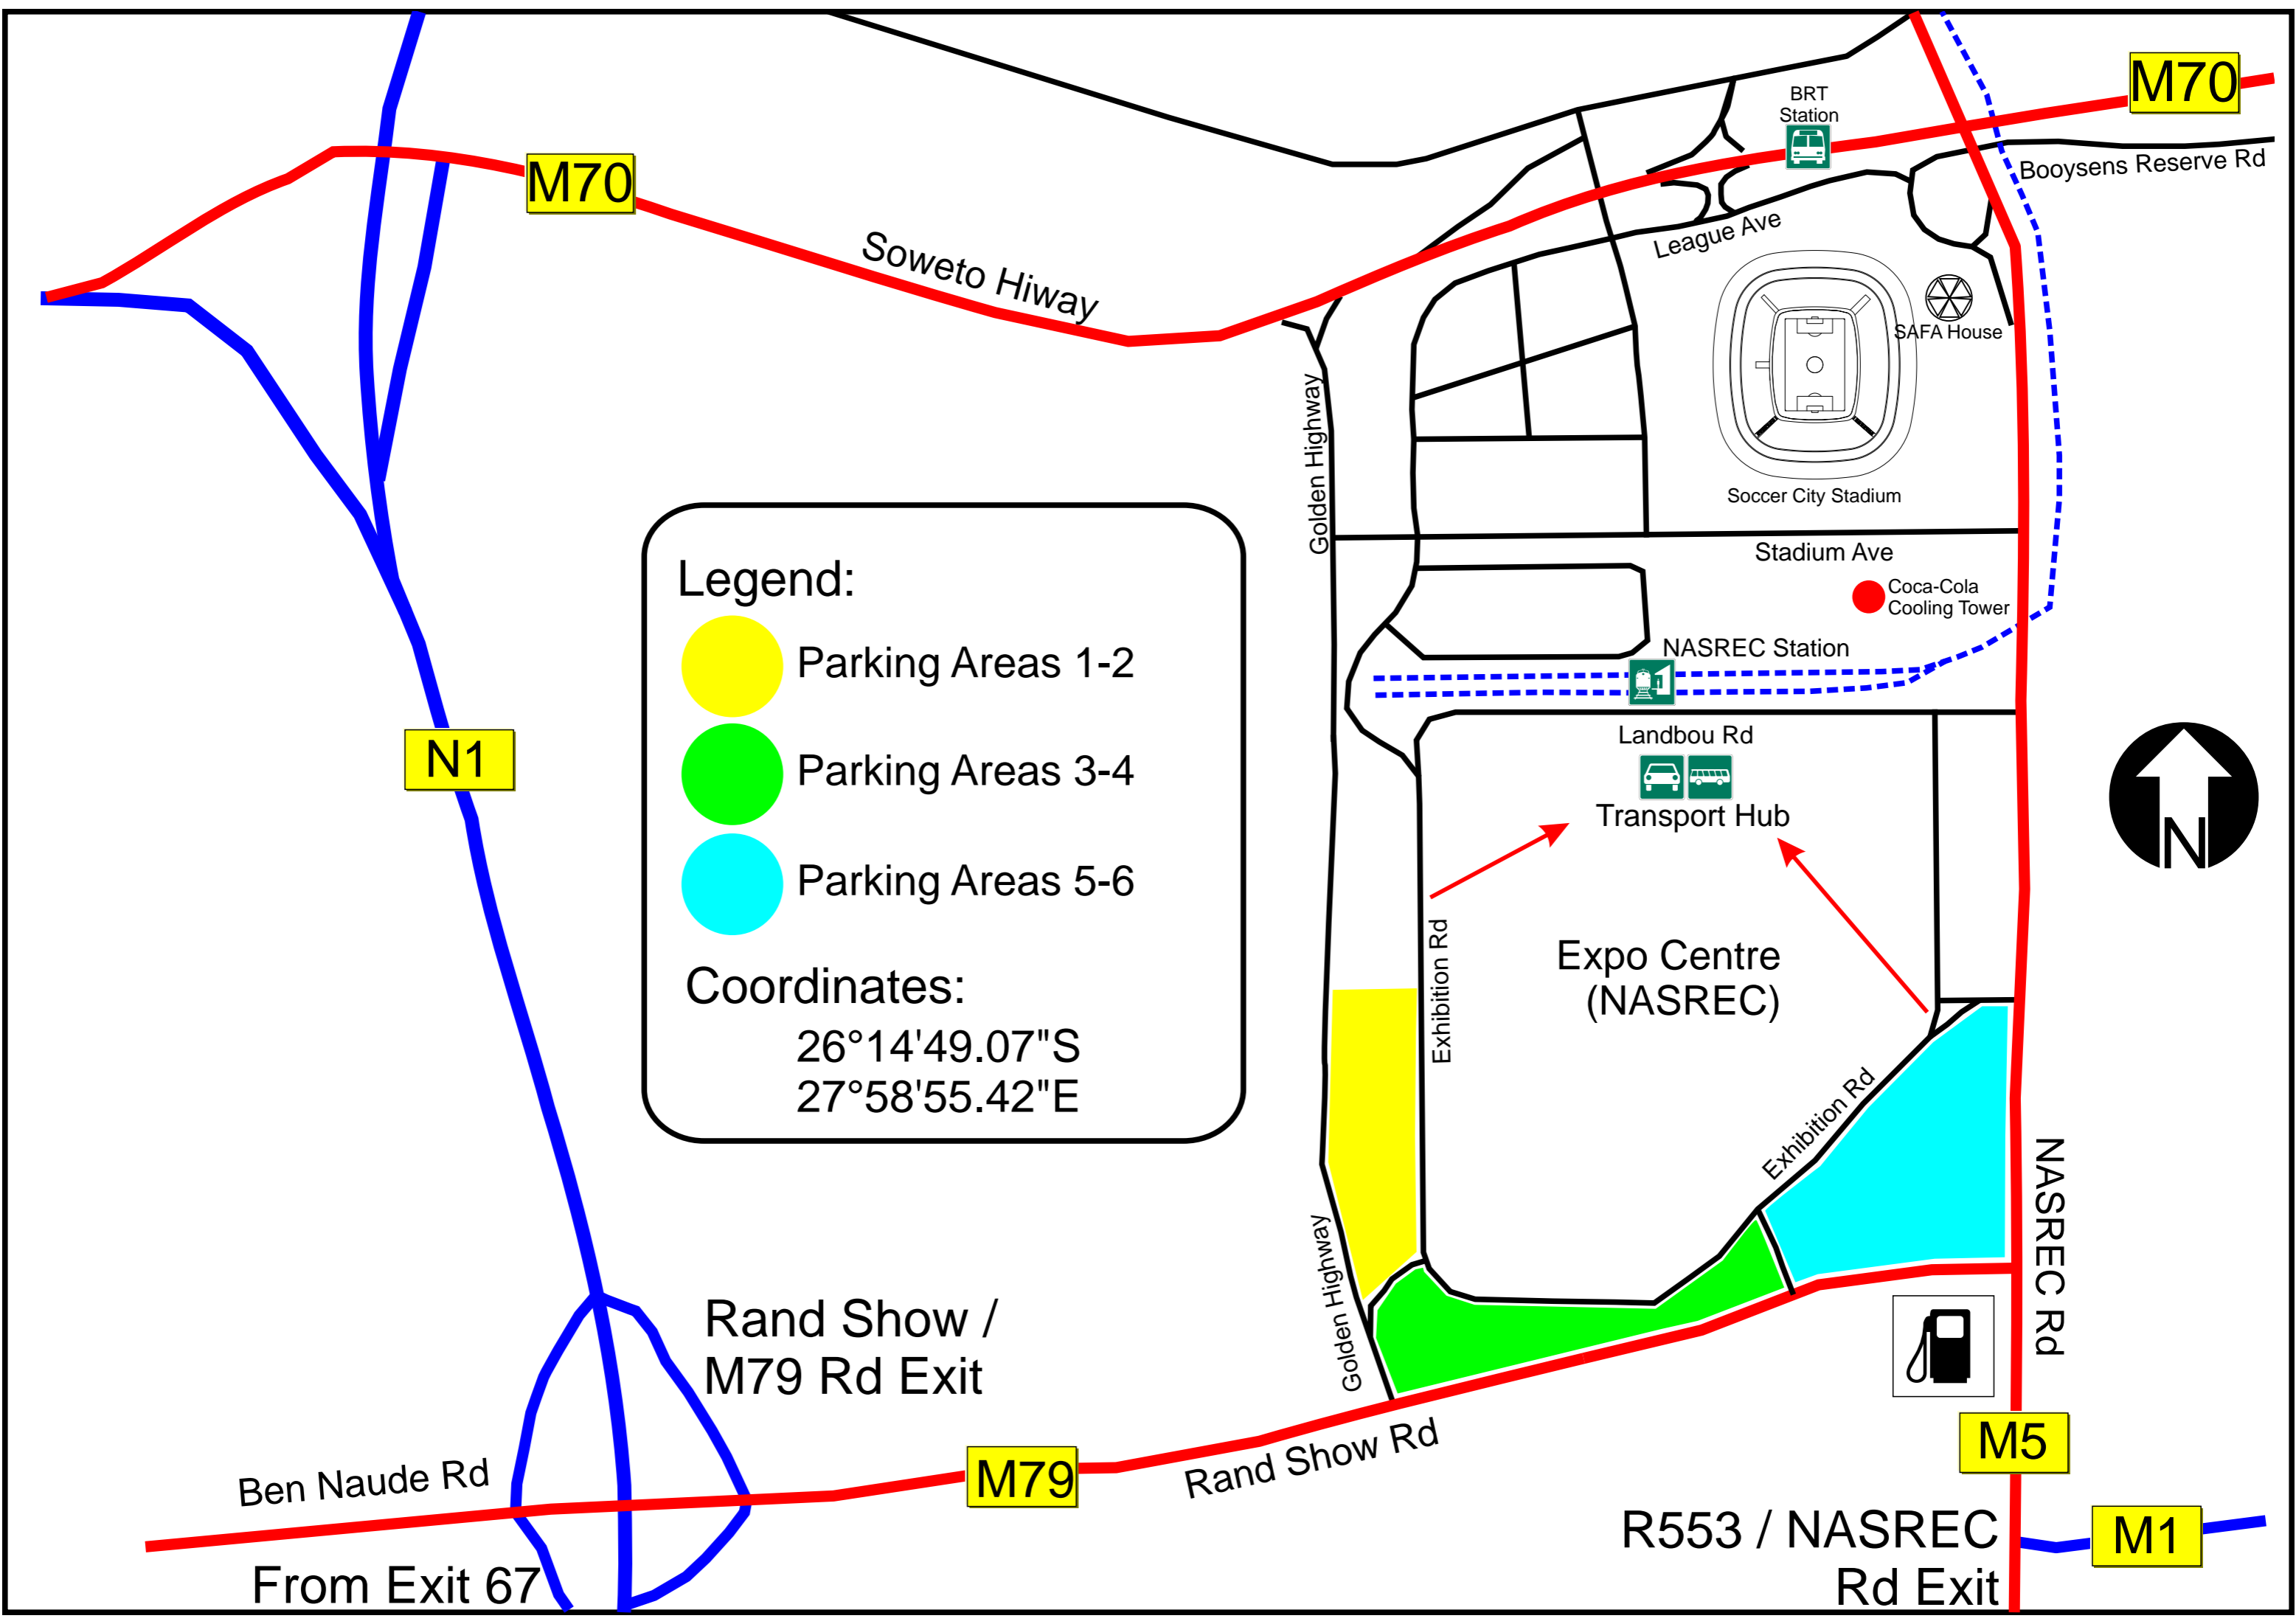 M70
BRT
Station
Booysens Reserve Rd
M70
Soweto Hiway
League Ave
SAFA House
Golden Highway
Soccer City Stadium
Stadium Ave
Coca-Cola
Cooling Tower
NASREC Station
Legend:
Parking Areas 1-2
Parking Areas 3-4
Parking Areas 5-6
Coordinates:
26°14'49.07"S
27°58'55.42"E
N1
Landbou Rd
Transport Hub
N
Exhibition Rd
Expo Centre
(NASREC)
Exhibition Rd
NASREC Rd
Golden Highway
Rand Show /
M79 Rd Exit
Ben Naude Rd
M79
Rand Show Rd
M5
From Exit 67
R553 / NASREC
Rd Exit
M1